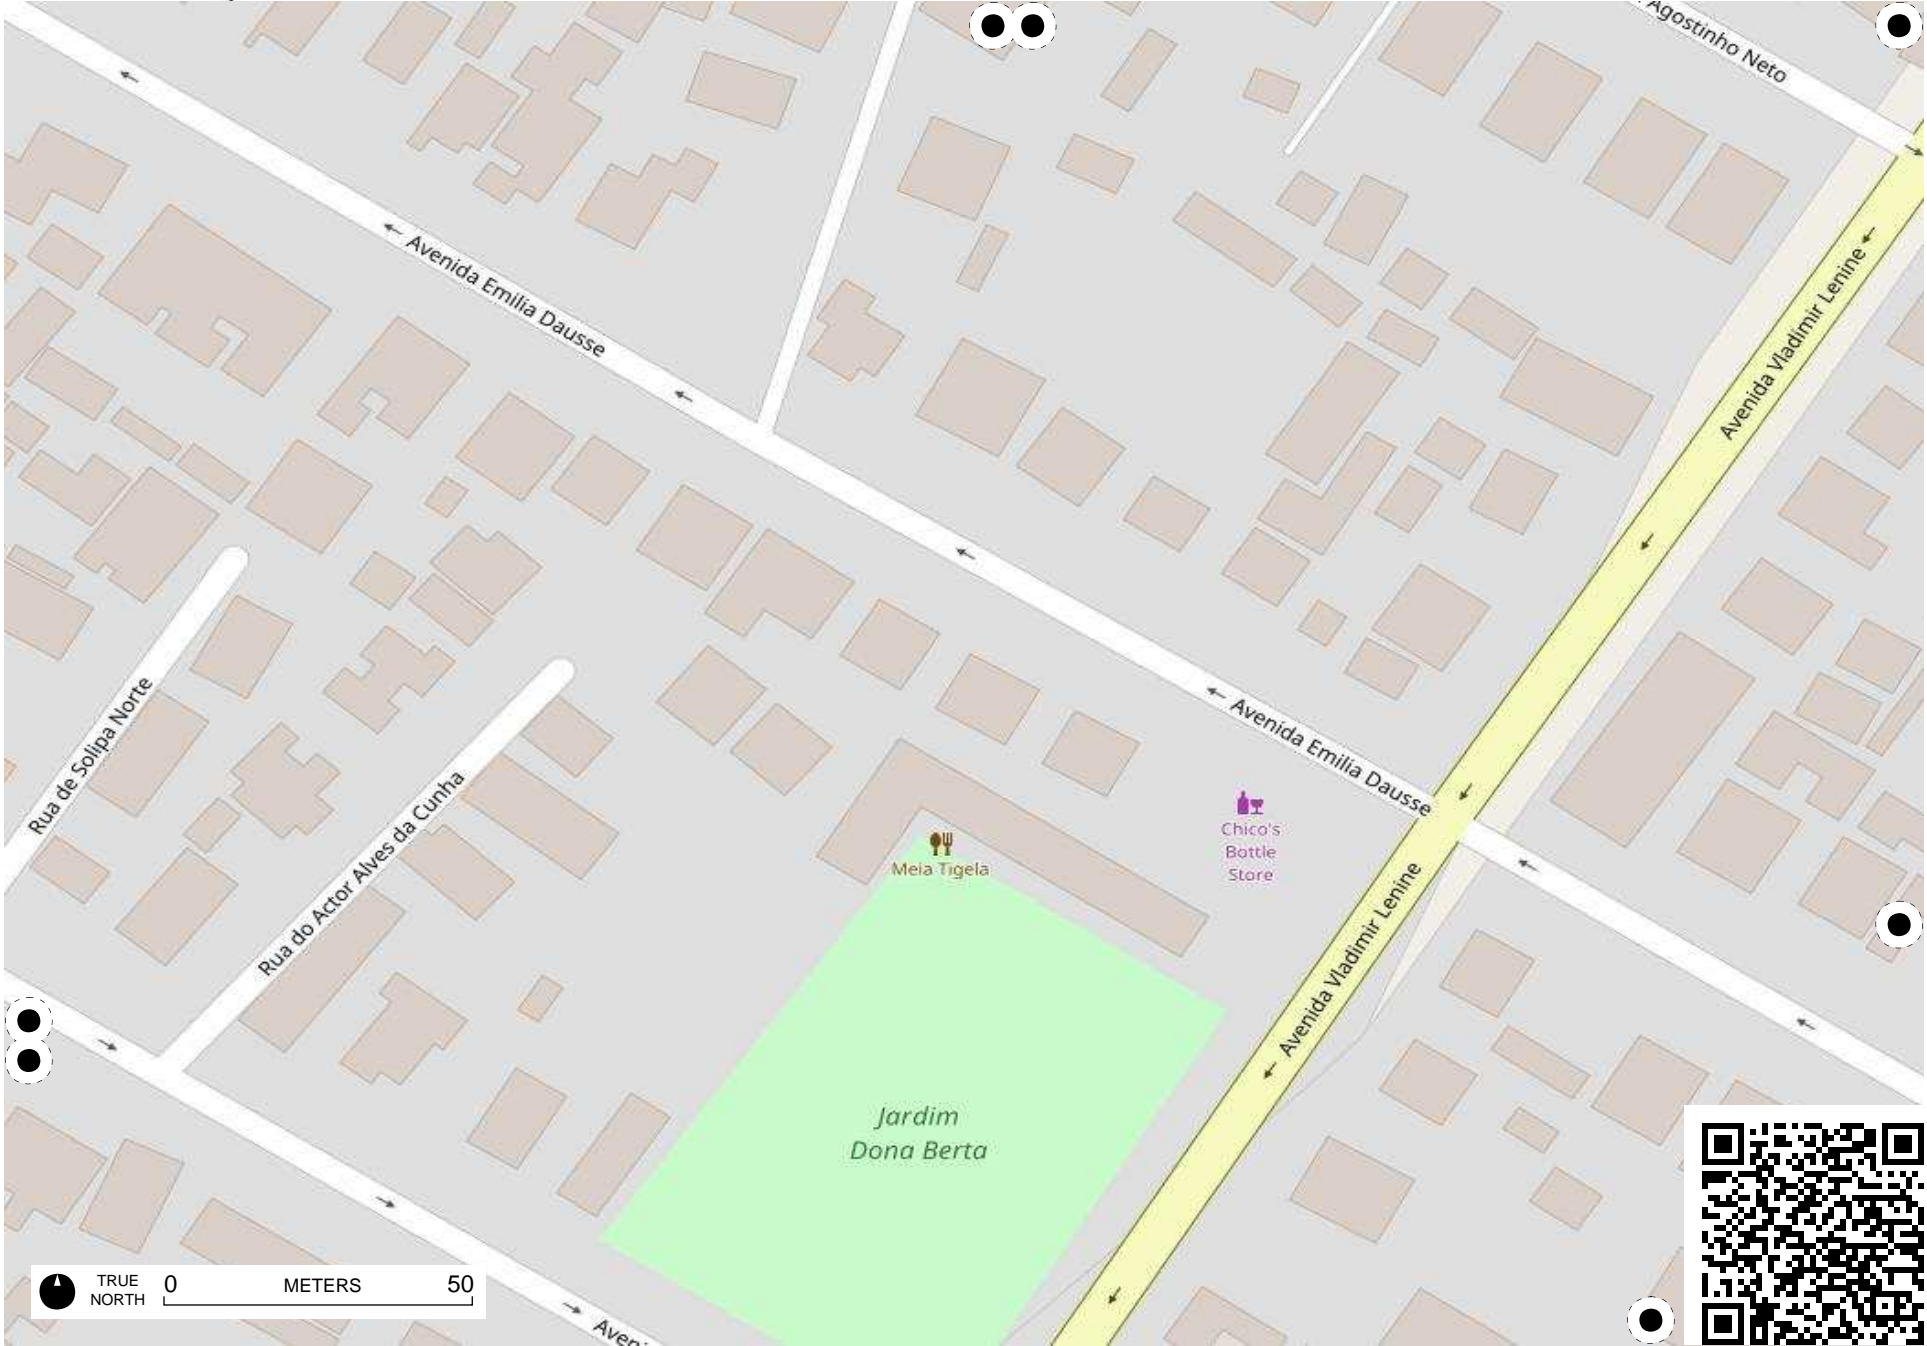 Agostinho Neto
Avenida Emilia Dausse
Avenida Vladimir Lenine
Rua de Solipa Norte
Avenida Emilia Dausse
Rua do Actor Alves da Cunha
Chico's
Bottle
Store
Meia Tigela
Avenida Vladimir Lenine
Jardim
Dona Berta
TRUE
NORTH
0 METERS 50
Aveni